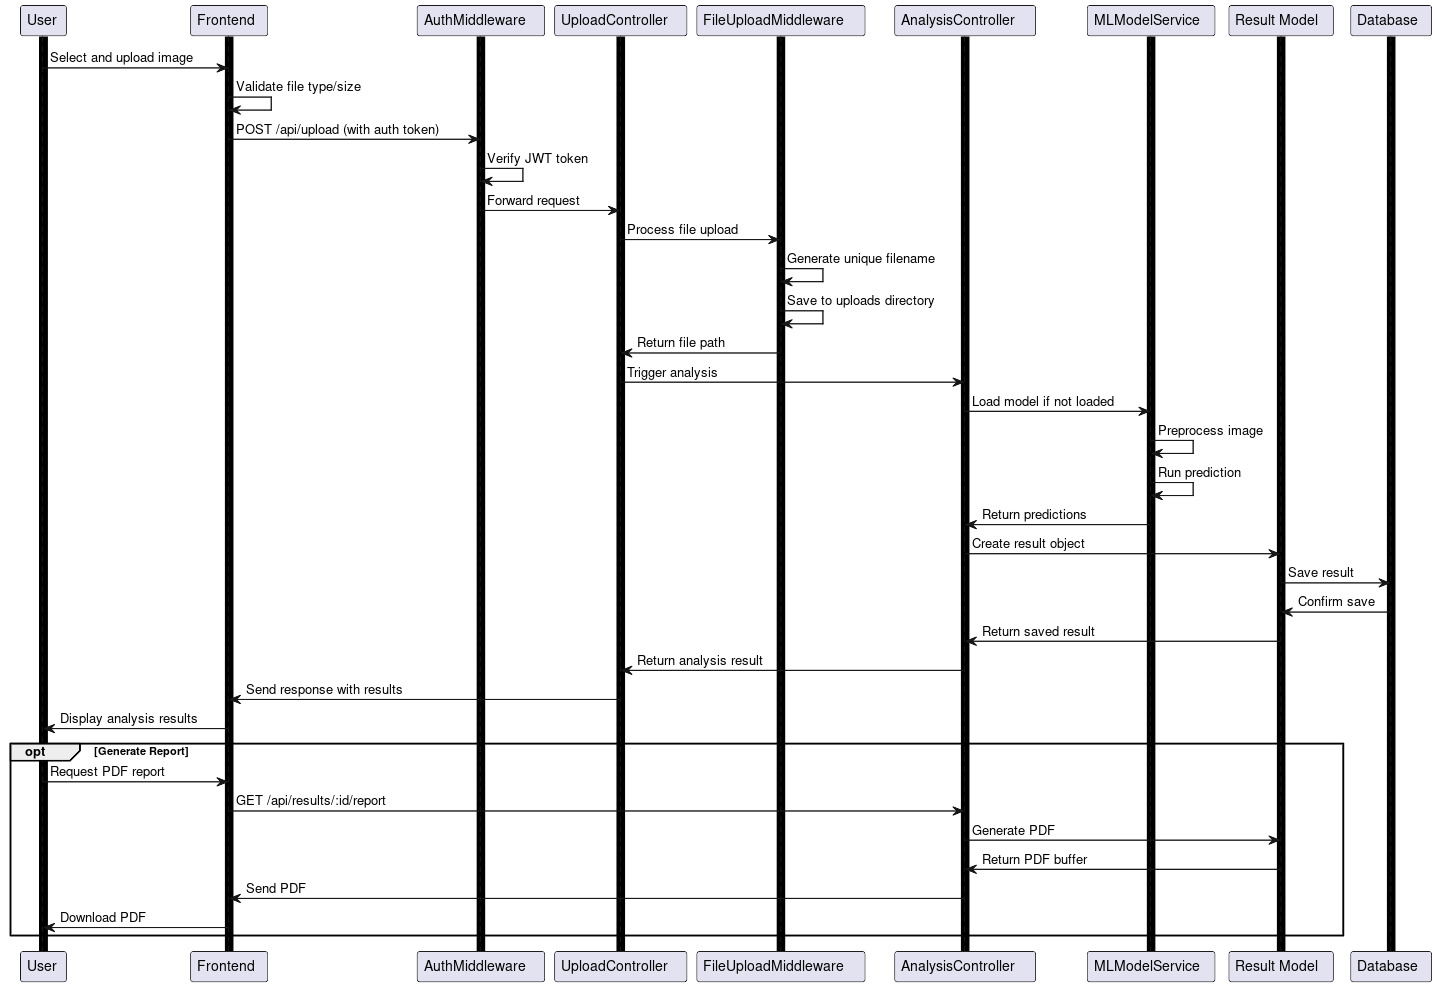 User Frontend AuthMiddleware UploadController FileUploadMiddleware AnalysisController MLModelService Result Model Database
Select and upload image
Validate file type/size
POST /api/upload (with auth token)
Verify JWT token
Forward request
Process file upload
Generate unique filename
Save to uploads directory
Return file path
Trigger analysis
Load model if not loaded
Preprocess image
Run prediction
Return predictions
Create result object
Save result
Confirm save
Return saved result
Return analysis result
Send response with results
Display analysis results
opt [Generate Report]
Request PDF report
GET /api/results/:id/report
Generate PDF
Return PDF buffer
Send PDF
Download PDF
User Frontend AuthMiddleware UploadController FileUploadMiddleware AnalysisController MLModelService Result Model Database